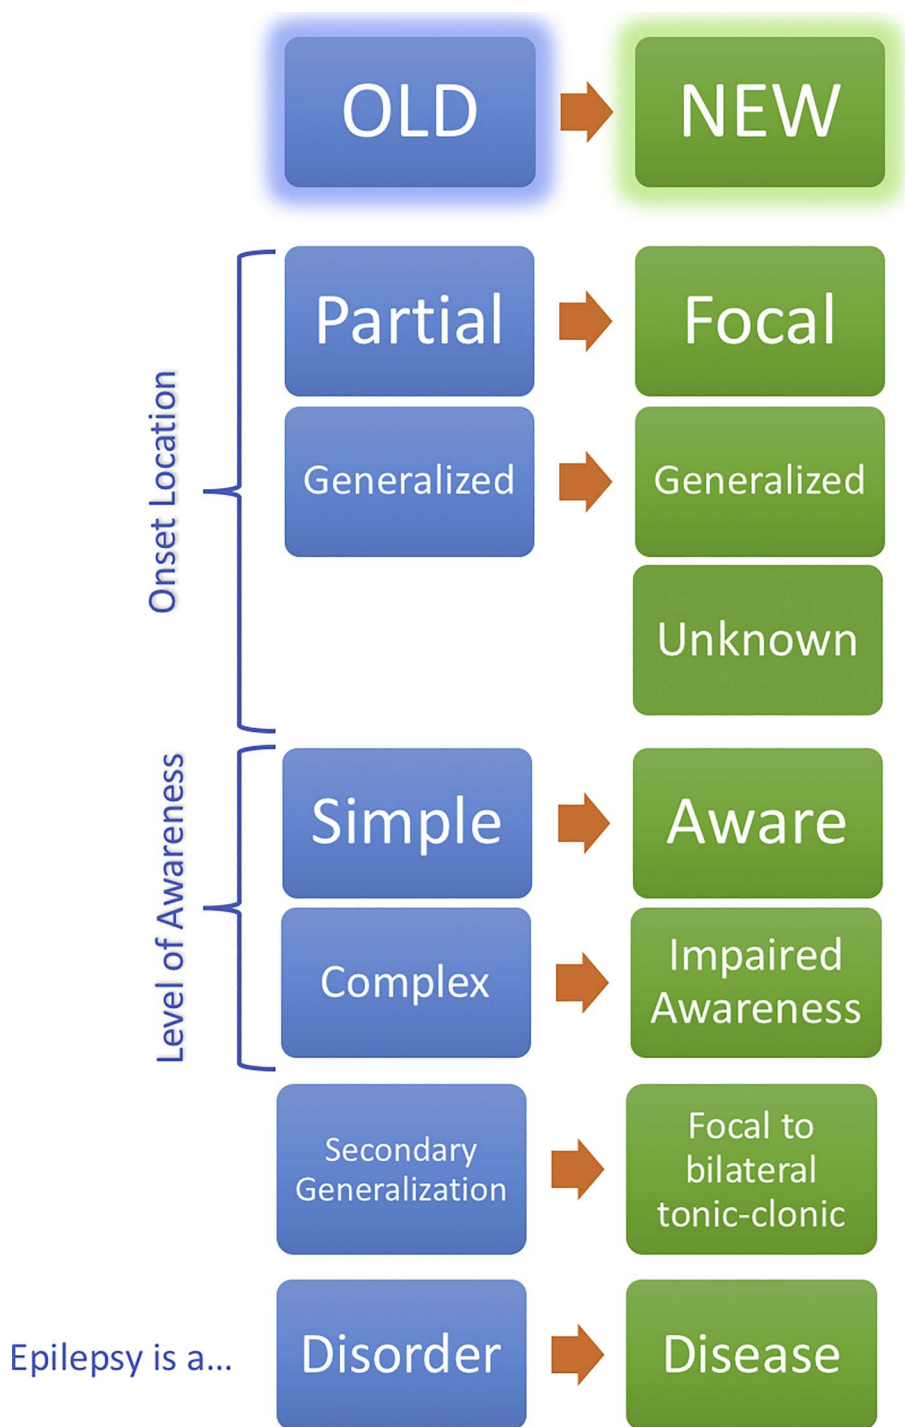 OLD
NEW
Onset Location
Partial
Focal
Generalized
Generalized
Unknown
Level of Awareness
Simple
Aware
Complex
Impaired
Awareness
Secondary
Generalization
Focal to
bilateral
tonic-clonic
Epilepsy is a...
Disorder
Disease